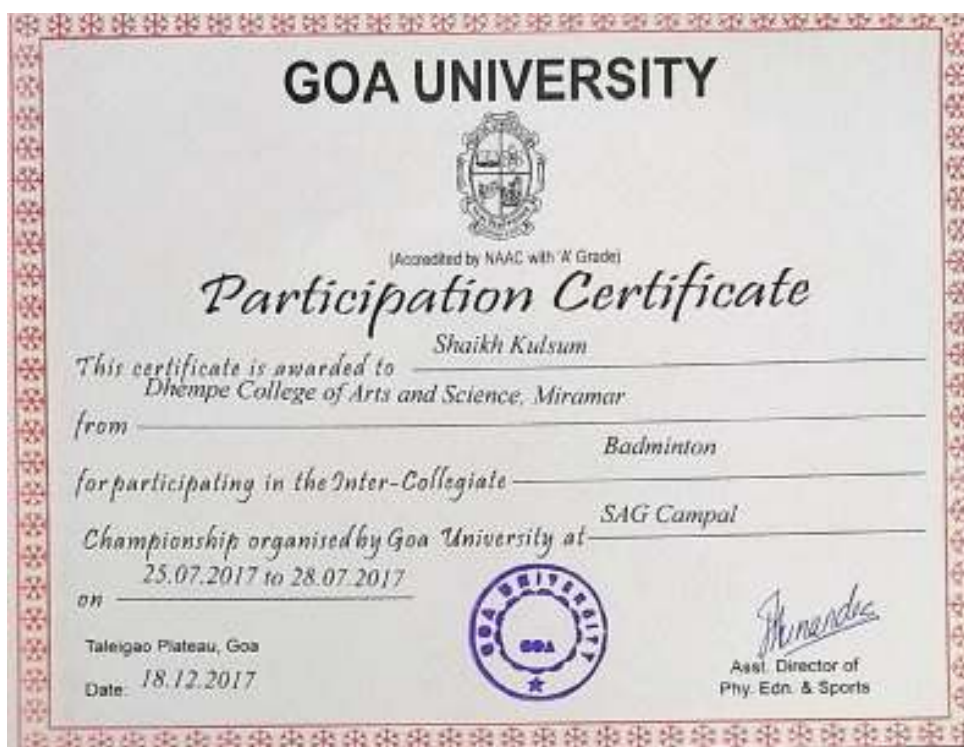 GOA UNIVERSITY
(Accredited by NAAC with 'A' Grade)
Participation Certificate
This certificate is awarded to Shaikh Kulsum
from Dhempe College of Arts and Science, Miramar
for participating in the Inter-Collegiate Badminton
Championship organised by Goa University at SAG Campal
on 25.07.2017 to 28.07.2017
Taleigao Plateau, Goa
Date: 18.12.2017
GOA UNIVERSITY
GOA
Asst. Director of
Phy. Edn. & Sports